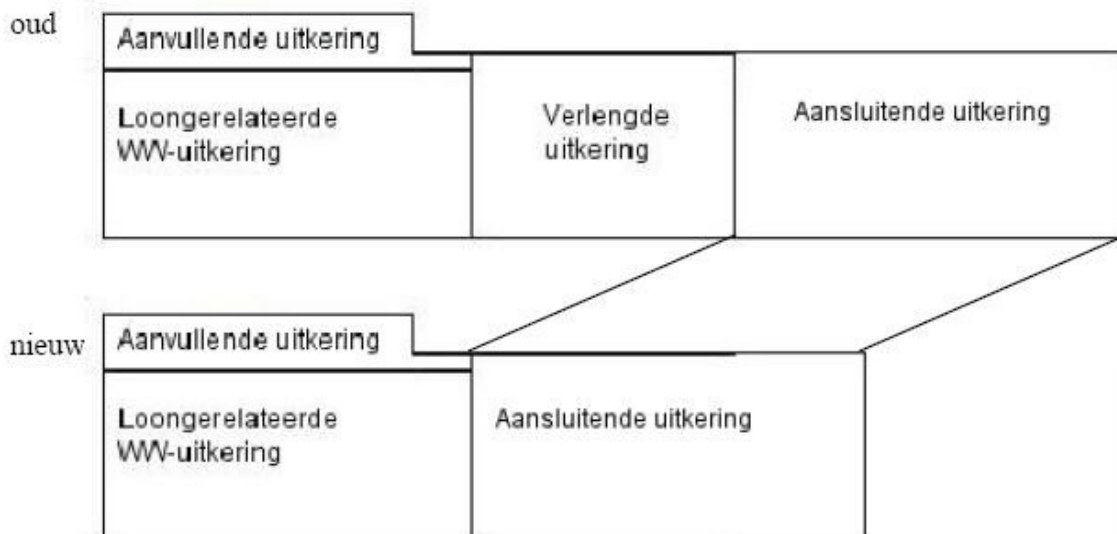 oud
Aanvullende uitkering
Loongerelateerde
WW-uitkering
Verlengde
uitkering
Aansluitende uitkering
nieuw
Aanvullende uitkering
Loongerelateerde
WW-uitkering
Aansluitende uitkering